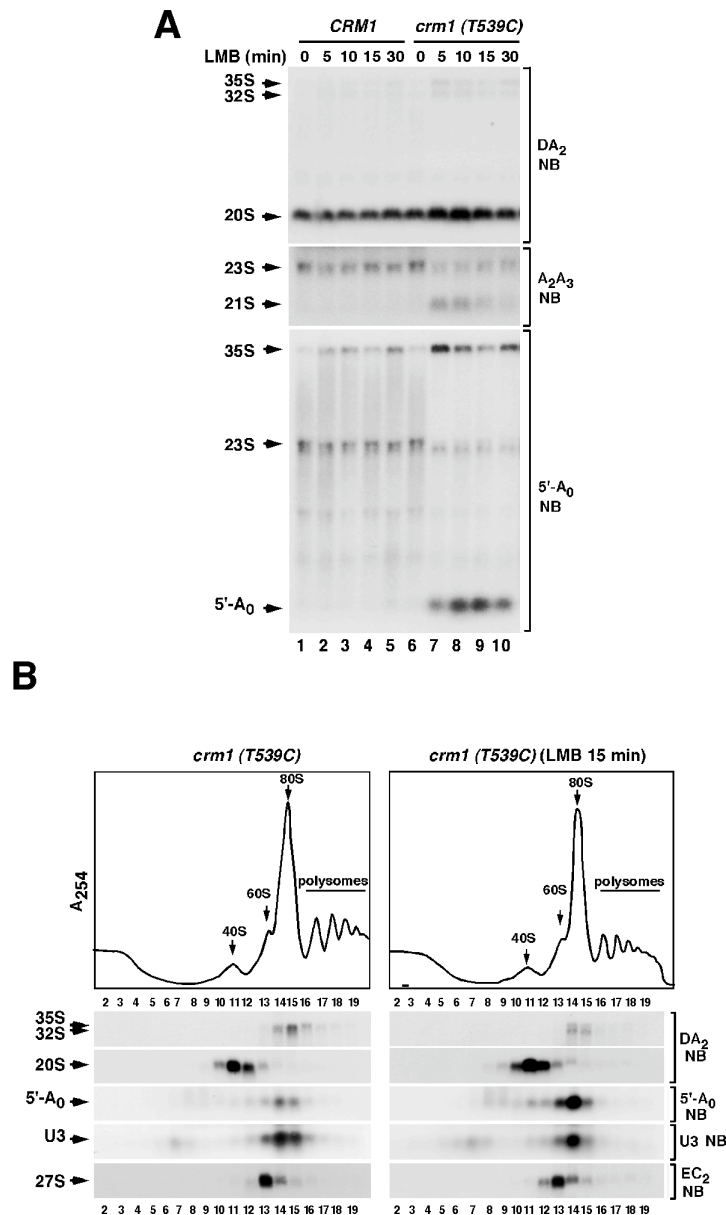 A
CRM1 crm1 (T539C)
LMB (min) 0 5 10 15 30 0 5 10 15 30
35S
32S
DA2
NB
20S
23S
A2A3
NB
21S
35S
23S
5'-A0
NB
5'-A0
1 2 3 4 5 6 7 8 9 10
B
crm1 (T539C) crm1 (T539C) (LMB 15 min)
80S 80S
A254
polysomes polysomes
60S 60S
40S 40S
2 3 4 5 6 7 8 9 10 11 12 13 14 15 16 17 18 19 2 3 4 5 6 7 8 9 10 11 12 13 14 15 16 17 18 19
35S
32S
DA2
NB
20S
5'-A0 5'-A0
NB
U3 U3 NB
27S EC2
NB
2 3 4 5 6 7 8 9 10 11 12 13 14 15 16 17 18 19 2 3 4 5 6 7 8 9 10 11 12 13 14 15 16 17 18 19